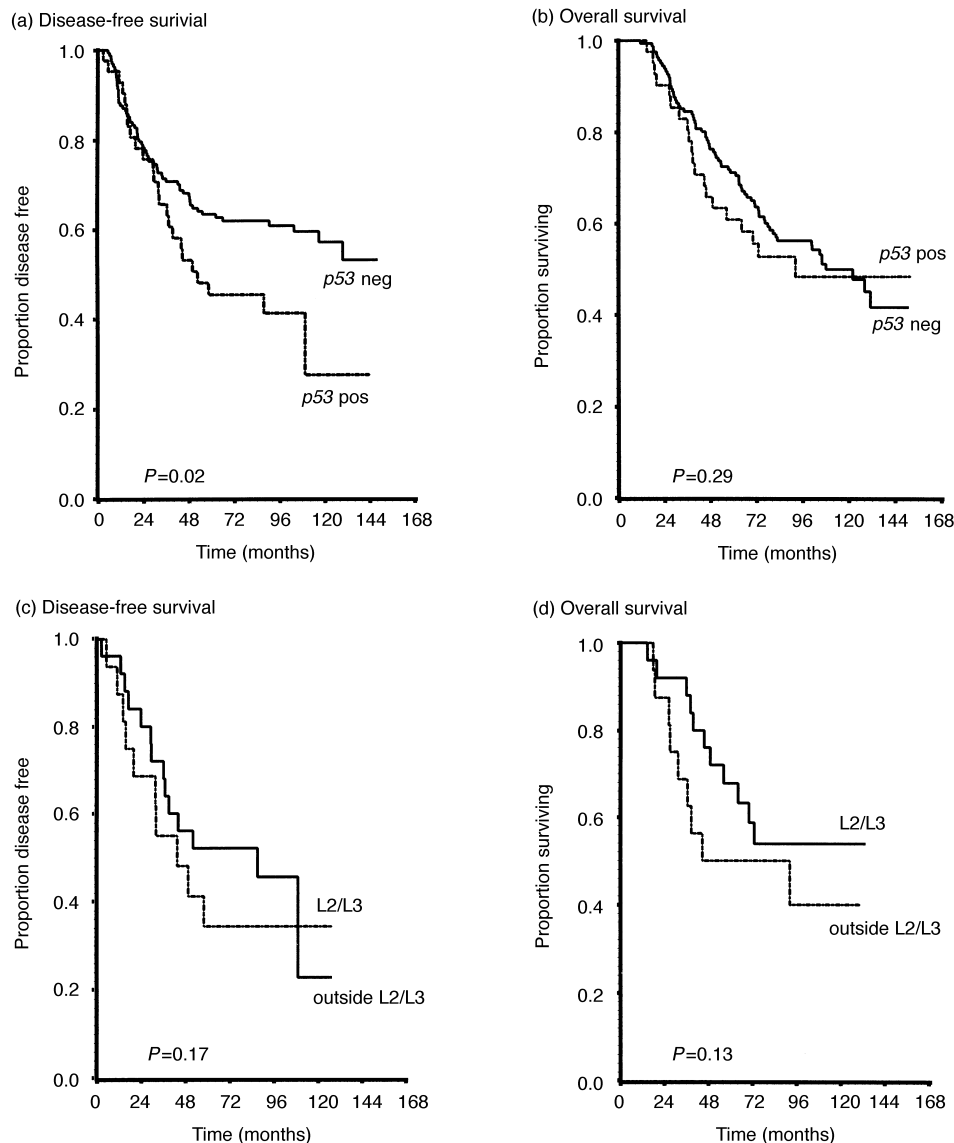 (a) Disease-free surivial
1.0
0.8
0.6
0.4
0.2
0.0
Proportion disease free
p53 neg
p53 pos
P=0.02
0 24 48 72 96 120 144 168
Time (months)
(b) Overall survival
1.0
0.8
0.6
0.4
0.2
0.0
Proportion surviving
p53 pos
p53 neg
P=0.29
0 24 48 72 96 120 144 168
Time (months)
(c) Disease-free survival
1.0
0.8
0.6
0.4
0.2
0.0
Proportion disease free
L2/L3
outside L2/L3
P=0.17
0 24 48 72 96 120 144 168
Time (months)
(d) Overall survival
1.0
0.8
0.6
0.4
0.2
0.0
Proportion surviving
L2/L3
outside L2/L3
P=0.13
0 24 48 72 96 120 144 168
Time (months)